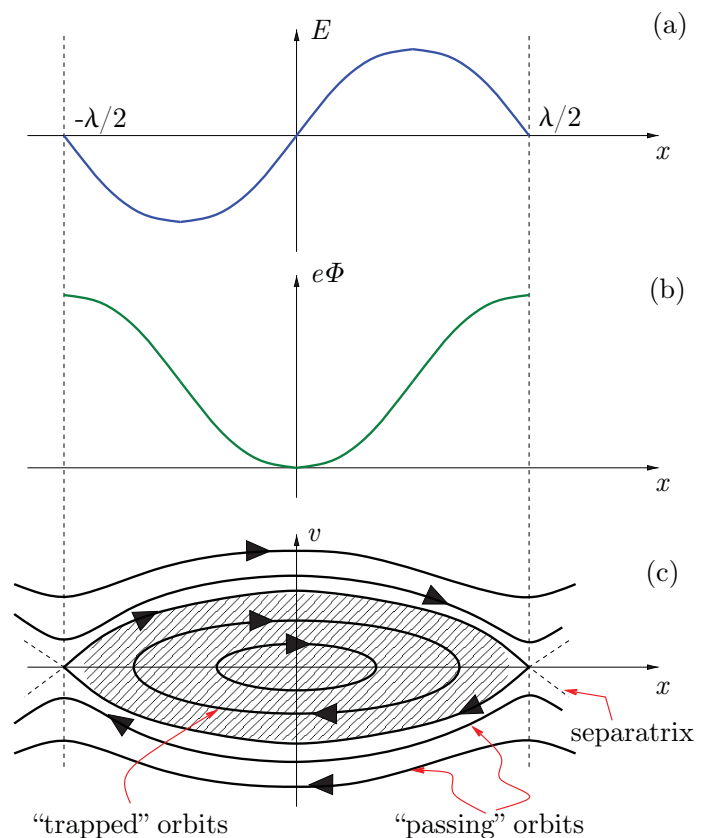 (a)
E
-λ/2
λ/2
x
eΦ
(b)
x
v
(c)
x
separatrix
“trapped” orbits
“passing” orbits